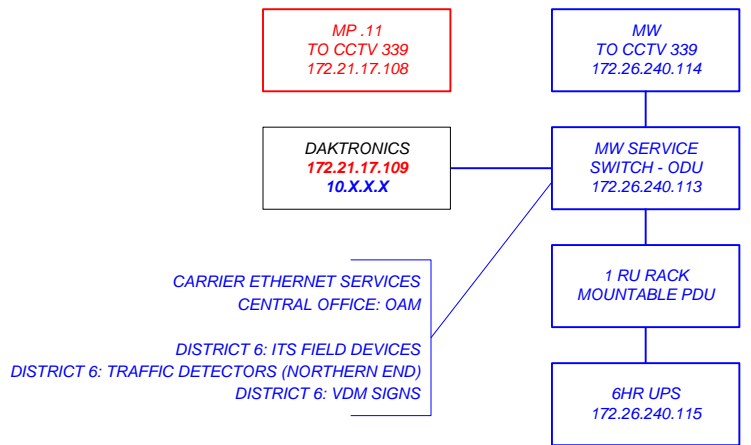 MP .11
TO CCTV 339
172.21.17.108
MW
TO CCTV 339
172.26.240.114
DAKTRONICS
172.21.17.109
10.X.X.X
MW SERVICE
SWITCH - ODU
172.26.240.113
CARRIER ETHERNET SERVICES
CENTRAL OFFICE: OAM
DISTRICT 6: ITS FIELD DEVICES
DISTRICT 6: TRAFFIC DETECTORS (NORTHERN END)
DISTRICT 6: VDM SIGNS
1 RU RACK
MOUNTABLE PDU
6HR UPS
172.26.240.115